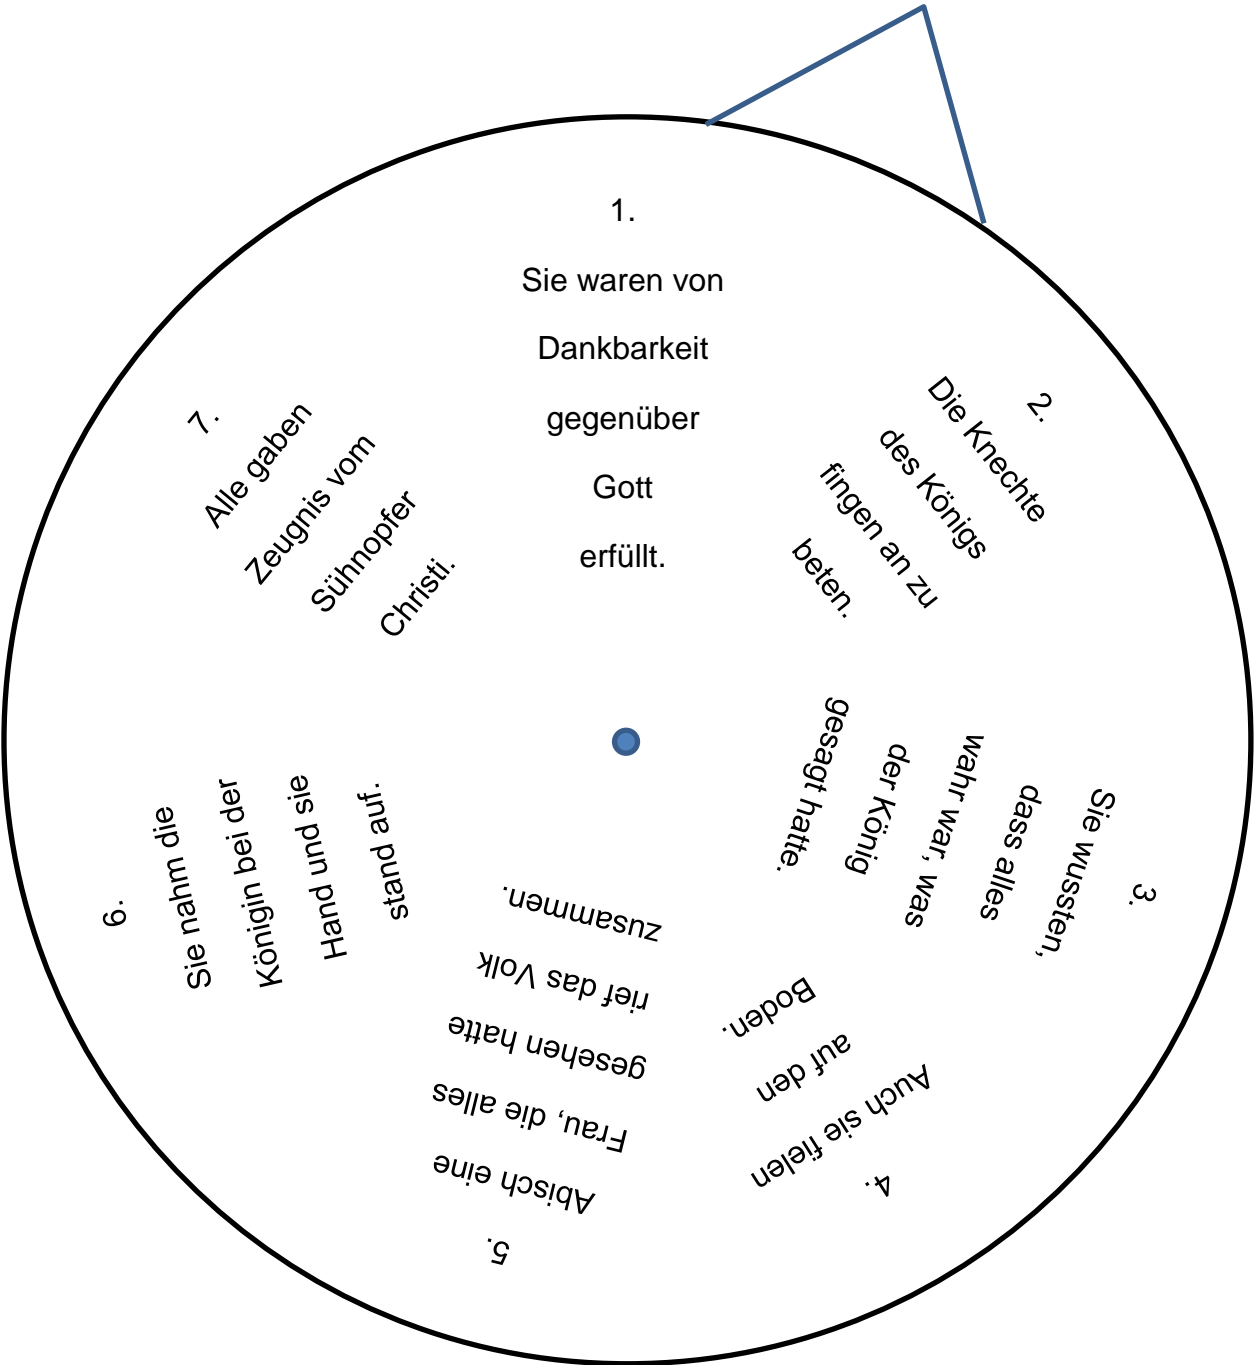 1.
Sie waren von
Dankbarkeit
gegenüber
Gott
erfüllt.
2.
Die Knechte
des Königs
fingen an zu
beten.
3.
Sie wussten,
dass alles
wahr war, was
der König
gesagt hatte.
4.
Auch sie fielen
auf den
Boden.
5.
Abisch eine
Frau, die alles
gesehen hatte
rief das Volk
zusammen.
6.
Sie nahm die
Königin bei der
Hand und sie
stand auf.
7.
Alle gaben
Zeugnis vom
Sühnopfer
Christi.